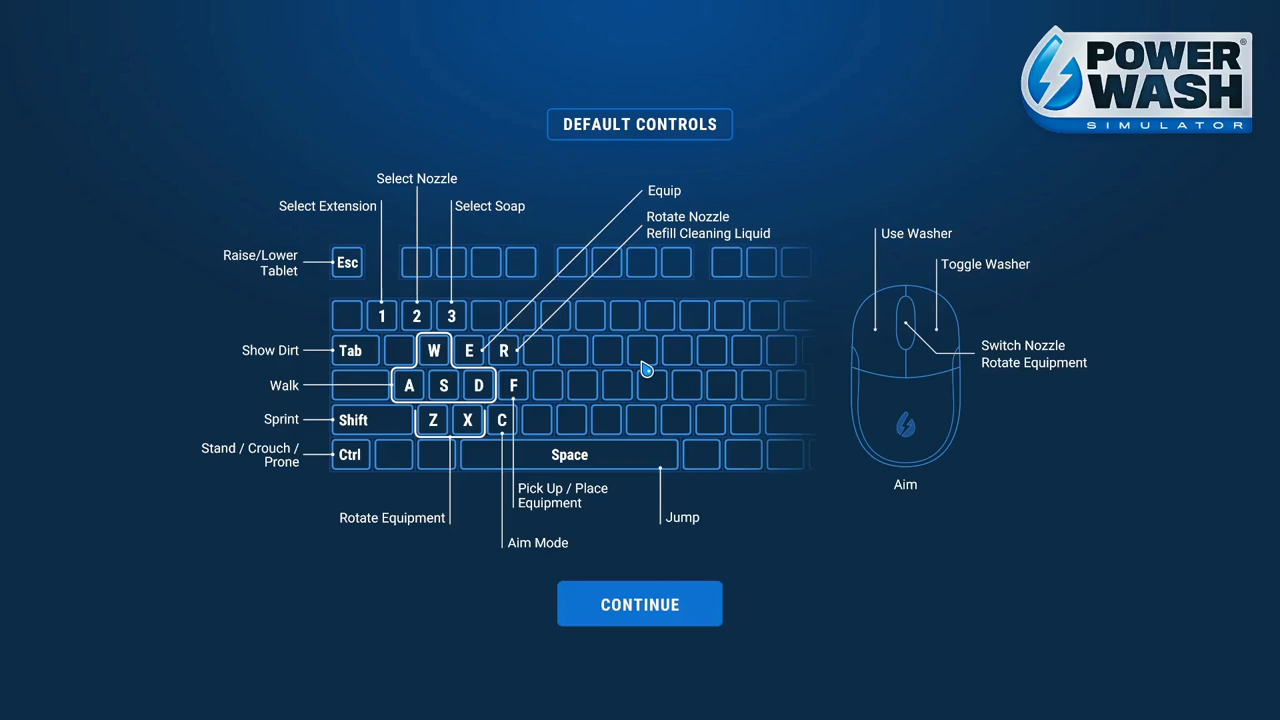 POWER
WASH
SIMULATOR
®
DEFAULT CONTROLS
Select Nozzle
Select Extension
Select Soap
Equip
Rotate Nozzle
Refill Cleaning Liquid
Raise/Lower
Tablet
Esc
1 2 3
Show Dirt
Tab
W E R
Walk
A S D F
Sprint
Shift
Z X C
Stand / Crouch /
Prone
Ctrl
Space
Rotate Equipment
Pick Up / Place
Equipment
Aim Mode
Jump
Use Washer
Toggle Washer
Switch Nozzle
Rotate Equipment
Aim
CONTINUE